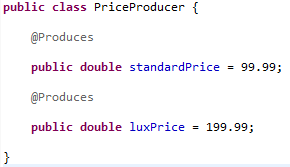 public class PriceProducer {
@Produces
public double standardPrice = 99.99;
@Produces
public double luxPrice = 199.99;
}